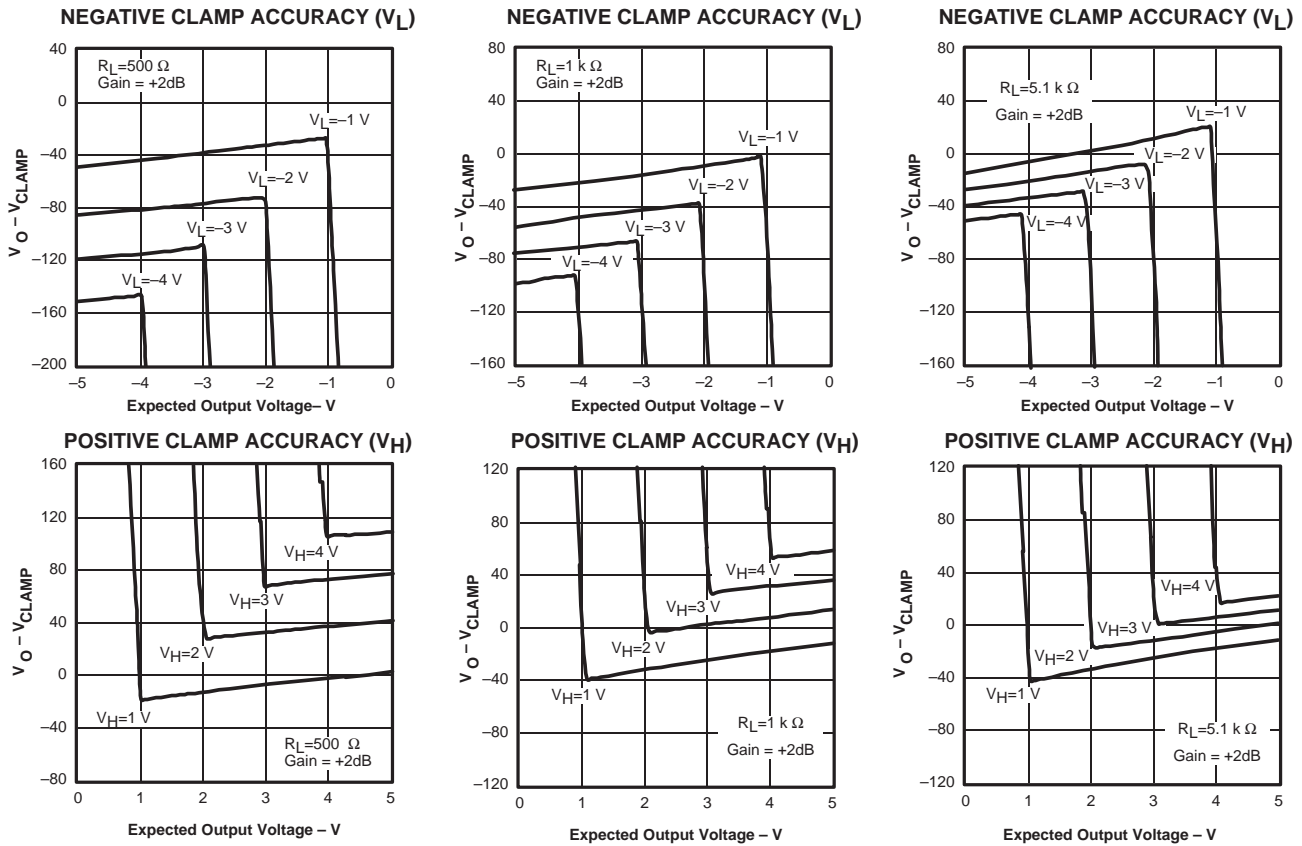 NEGATIVE CLAMP ACCURACY (VL)
40
0
–40
–80
–120
–160
–200
VO – VCLAMP
RL=500 Ω
Gain = +2dB
VL=–1 V
VL=–2 V
VL=–3 V
VL=–4 V
–5 –4 –3 –2 –1 0
Expected Output Voltage– V
NEGATIVE CLAMP ACCURACY (VL)
80
40
0
–40
–80
–120
–160
VO – VCLAMP
RL=1 k Ω
Gain = +2dB
VL=–1 V
VL=–2 V
VL=–3 V
VL=–4 V
–5 –4 –3 –2 –1 0
Expected Output Voltage – V
NEGATIVE CLAMP ACCURACY (VL)
80
40
0
–40
–80
–120
–160
VO – VCLAMP
RL=5.1 k Ω
Gain = +2dB
VL=–1 V
VL=–2 V
VL=–3 V
VL=–4 V
–5 –4 –3 –2 –1 0
Expected Output Voltage – V
POSITIVE CLAMP ACCURACY (VH)
160
120
80
40
0
–40
–80
VO – VCLAMP
VH=4 V
VH=3 V
VH=2 V
VH=1 V
RL=500 Ω
Gain = +2dB
0 1 2 3 4 5
Expected Output Voltage – V
POSITIVE CLAMP ACCURACY (VH)
120
80
40
0
–40
–80
–120
VO – VCLAMP
VH=4 V
VH=3 V
VH=2 V
VH=1 V
RL=1 k Ω
Gain = +2dB
0 1 2 3 4 5
Expected Output Voltage – V
POSITIVE CLAMP ACCURACY (VH)
120
80
40
0
–40
–80
–120
VO – VCLAMP
VH=4 V
VH=3 V
VH=2 V
VH=1 V
RL=5.1 k Ω
Gain = +2dB
0 1 2 3 4 5
Expected Output Voltage – V